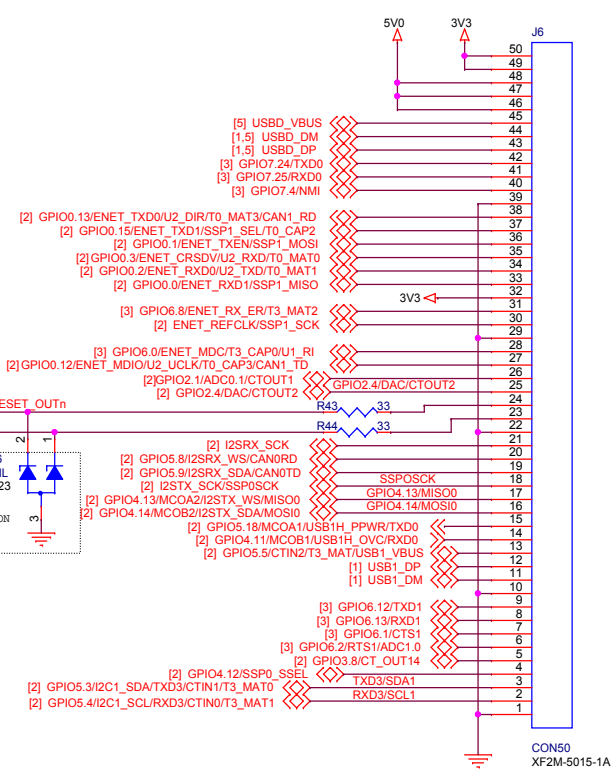 5V0 3V3
J6
50
49
48
47
46
[5] USBD_VBUS 45
[1,5] USBD_DM 44
[1,5] USBD_DP 43
[3] GPIO7.24/TXD0 42
[3] GPIO7.25/RXD0 41
[3] GPIO7.4/NMI 40
39
[2] GPIO0.13/ENET_TXD0/U2_DIR/T0_MAT3/CAN1_RD 38
[2] GPIO0.15/ENET_TXD1/SSP1_SEL/T0_CAP2 37
[2] GPIO0.1/ENET_TXEN/SSP1_MOSI 36
[2]GPIO0.3/ENET_CRSDV/U2_RXD/T0_MAT0 35
[2] GPIO0.2/ENET_RXD0/U2_TXD/T0_MAT1 34
[2] GPIO0.0/ENET_RXD1/SSP1_MISO 33
3V3 32
[3] GPIO6.8/ENET_RX_ER/T3_MAT2 31
[2] ENET_REFCLK/SSP1_SCK 30
29
[3] GPIO6.0/ENET_MDC/T3_CAP0/U1_RI 28
[2]GPIO0.12/ENET_MDIO/U2_UCLK/T0_CAP3/CAN1_TD 27
[2]GPIO2.1/ADC0.1/CTOUT1 26
[2] GPIO2.4/DAC/CTOUT2 GPIO2.4/DAC/CTOUT2 25
ESET_OUTn R43 33 24
R44 33 23
22
[2] I2SRX_SCK 21
[2] GPIO5.8/I2SRX_WS/CAN0RD 20
[2] GPIO5.9/I2SRX_SDA/CAN0TD 19
[2] I2STX_SCK/SSP0SCK SSPOSCK 18
[2] GPIO4.13/MCOA2/I2STX_WS/MISO0 GPIO4.13/MISO0 17
[2] GPIO4.14/MCOB2/I2STX_SDA/MOSI0 GPIO4.14/MOSI0 16
[2] GPIO5.18/MCOA1/USB1H_PPWR/TXD0 15
[2] GPIO4.11/MCOB1/USB1H_OVC/RXD0 14
[2] GPIO5.5/CTIN2/T3_MAT/USB1_VBUS 13
[1] USB1_DP 12
[1] USB1_DM 11
10
[3] GPIO6.12/TXD1 9
[3] GPIO6.13/RXD1 8
[3] GPIO6.1/CTS1 7
[3] GPIO6.2/RTS1/ADC1.0 6
[2] GPIO3.8/CT_OUT14 5
[2] GPIO4.12/SSP0_SSEL 4
[2] GPIO5.3/I2C1_SDA/TXD3/CTIN1/T3_MAT0 TXD3/SDA1 3
[2] GPIO5.4/I2C1_SCL/RXD3/CTIN0/T3_MAT1 RXD3/SCL1 2
1
2 1
23
3
ON
CON50
XF2M-5015-1A